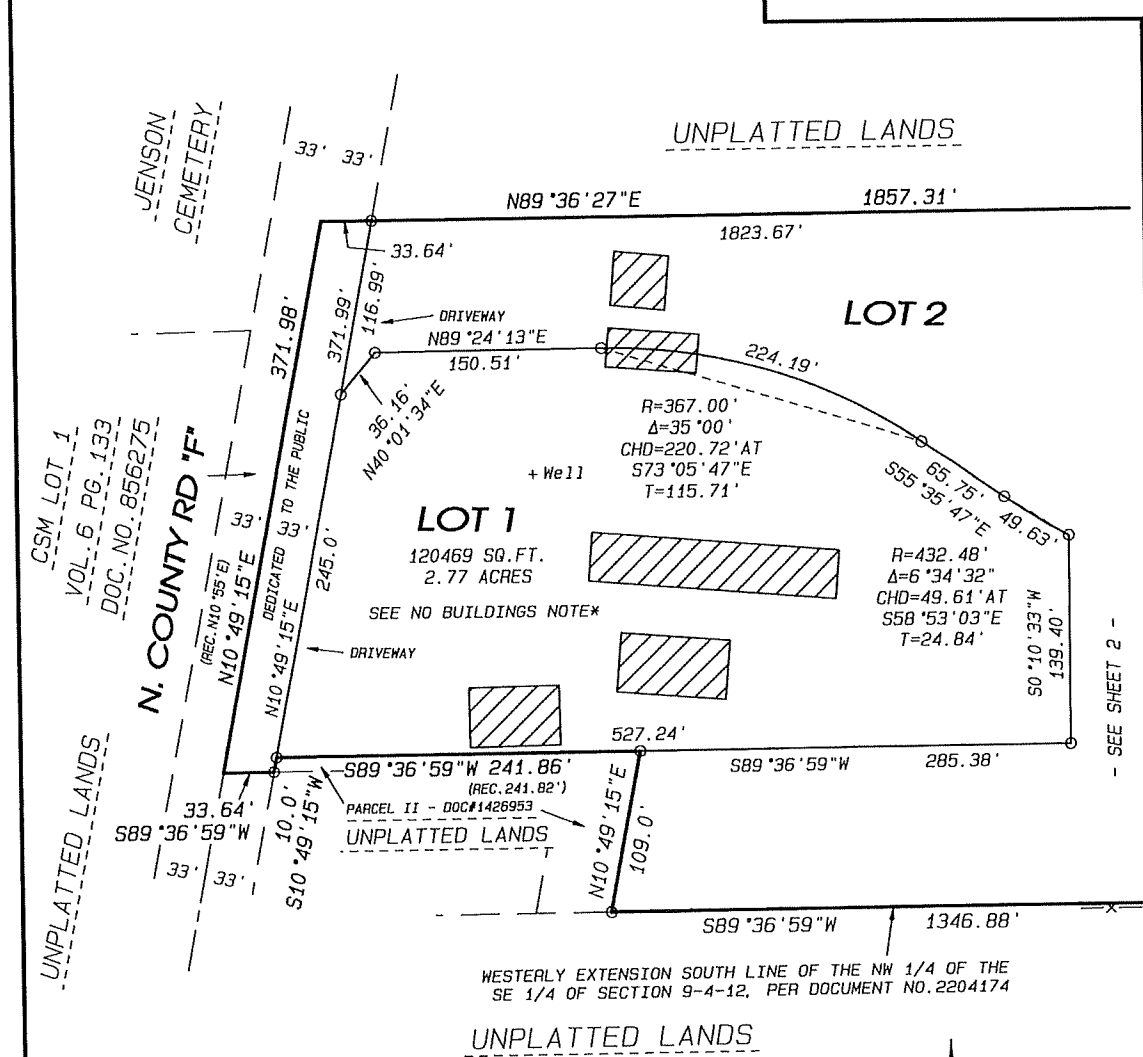 UNPLATTED LANDS
JENSON
CEMETERY
33' 33'
N89°36'27"E 1857.31'
1823.67'
33.64'
LOT 2
DRIVEWAY
116.99'
371.99'
371.98'
N89°24'13"E
150.51'
224.19'
36.16'
N40°01'34"E
R=367.00'
Δ=35°00'
CHD=220.72'AT
S73°05'47"E
T=115.71'
+ Well
65.75'
S55°35'47"E
49.63'
CSM LOT 1
VOL. 6 PG. 133
DOC. NO. 856275
N. COUNTY RD "F"
DEDICATED TO THE PUBLIC
33' 33'
(REC. N10°55'E)
N10°49'15"E
245.0'
N10°49'15"E
LOT 1
120469 SQ.FT.
2.77 ACRES
SEE NO BUILDINGS NOTE*
R=432.48'
Δ=6°34'32"
CHD=49.61'AT
S58°53'03"E
T=24.84'
S0°10'33"W
139.40'
DRIVEWAY
- SEE SHEET 2 -
527.24'
S89°36'59"W 241.86'
(REC.241.82')
S89°36'59"W 285.38'
33.64'
S89°36'59"W
10.0'
S10°49'15"W
PARCEL II - DOC#1426953
UNPLATTED LANDS
N10°49'15"E
109.0'
33' 33'
UNPLATTED LANDS
S89°36'59"W 1346.88'
WESTERLY EXTENSION SOUTH LINE OF THE NW 1/4 OF THE
SE 1/4 OF SECTION 9-4-12, PER DOCUMENT NO.2204174
UNPLATTED LANDS